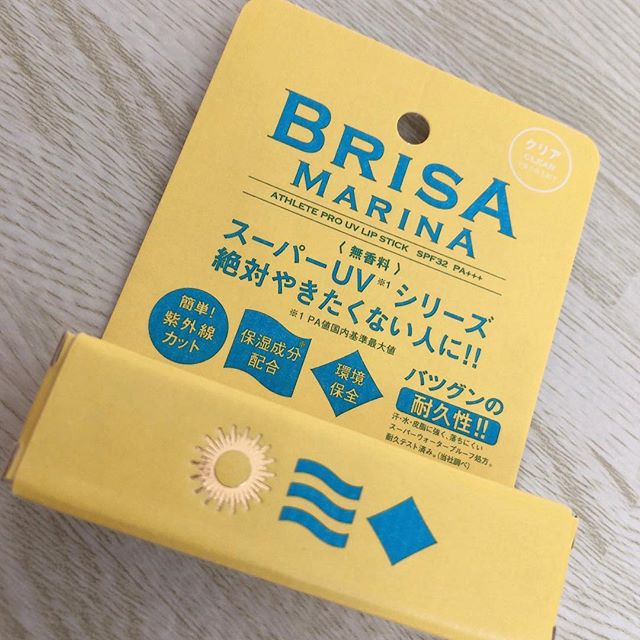 BRISA
MARINA
ATHLETE PRO UV LIP STICK SPF32 PA+++
クリア
CLEAR
〈 無香料 〉
スーパーUV※1シリーズ
絶対やきたくない人に!!
※1 PA値国内基準最大値
簡単!
紫外線
カット
保湿成分※
配合
環境
保全
バツグンの
耐久性!!
汗・水・皮脂に強く、落ちにくい
スーパーウォータープルーフ処方。
耐久テスト済み。(当社調べ)